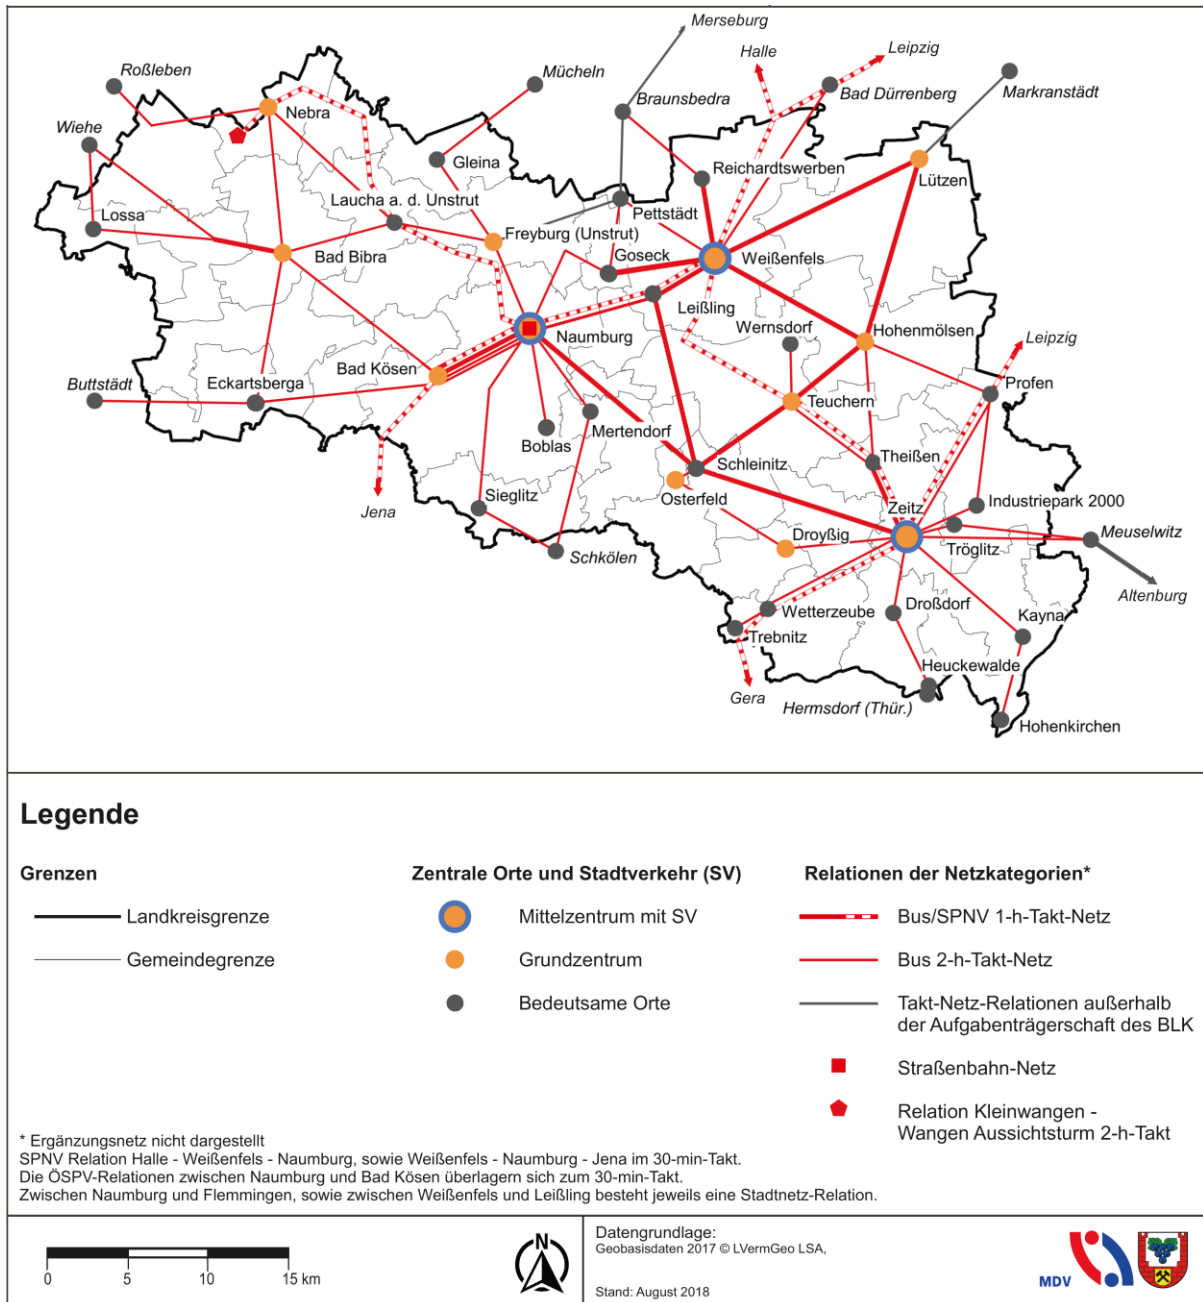 Merseburg
Halle
Leipzig
Roßleben
Mücheln
Braunsbedra
Bad Dürrenberg
Markranstädt
Nebra
Wiehe
Gleina
Reichardtswerben
Lützen
Laucha a. d. Unstrut
Pettstädt
Lossa
Freyburg (Unstrut)
Bad Bibra
Goseck
Weißenfels
Leißling
Wernsdorf
Hohenmölsen
Naumburg
Leipzig
Bad Kösen
Buttstädt
Eckartsberga
Profen
Teuchern
Boblas
Mertendorf
Schleinitz
Theißen
Osterfeld
Sieglitz
Zeitz
Industriepark 2000
Jena
Droyßig
Tröglitz
Meuselwitz
Schkölen
Altenburg
Wetterzeube
Droßdorf
Kayna
Trebnitz
Heuckewalde
Gera
Hermsdorf (Thür.)
Hohenkirchen
Legende
Grenzen
Landkreisgrenze
Gemeindegrenze
Zentrale Orte und Stadtverkehr (SV)
Mittelzentrum mit SV
Grundzentrum
Bedeutsame Orte
Relationen der Netzkategorien*
Bus/SPNV 1-h-Takt-Netz
Bus 2-h-Takt-Netz
Takt-Netz-Relationen außerhalb
der Aufgabenträgerschaft des BLK
Straßenbahn-Netz
Relation Kleinwangen -
Wangen Aussichtsturm 2-h-Takt
* Ergänzungsnetz nicht dargestellt
SPNV Relation Halle - Weißenfels - Naumburg, sowie Weißenfels - Naumburg - Jena im 30-min-Takt.
Die ÖSPV-Relationen zwischen Naumburg und Bad Kösen überlagern sich zum 30-min-Takt.
Zwischen Naumburg und Flemmingen, sowie zwischen Weißenfels und Leißling besteht jeweils eine Stadtnetz-Relation.
0 5 10 15 km
N
Datengrundlage:
Geobasisdaten 2017 © LVermGeo LSA,
Stand: August 2018
MDV